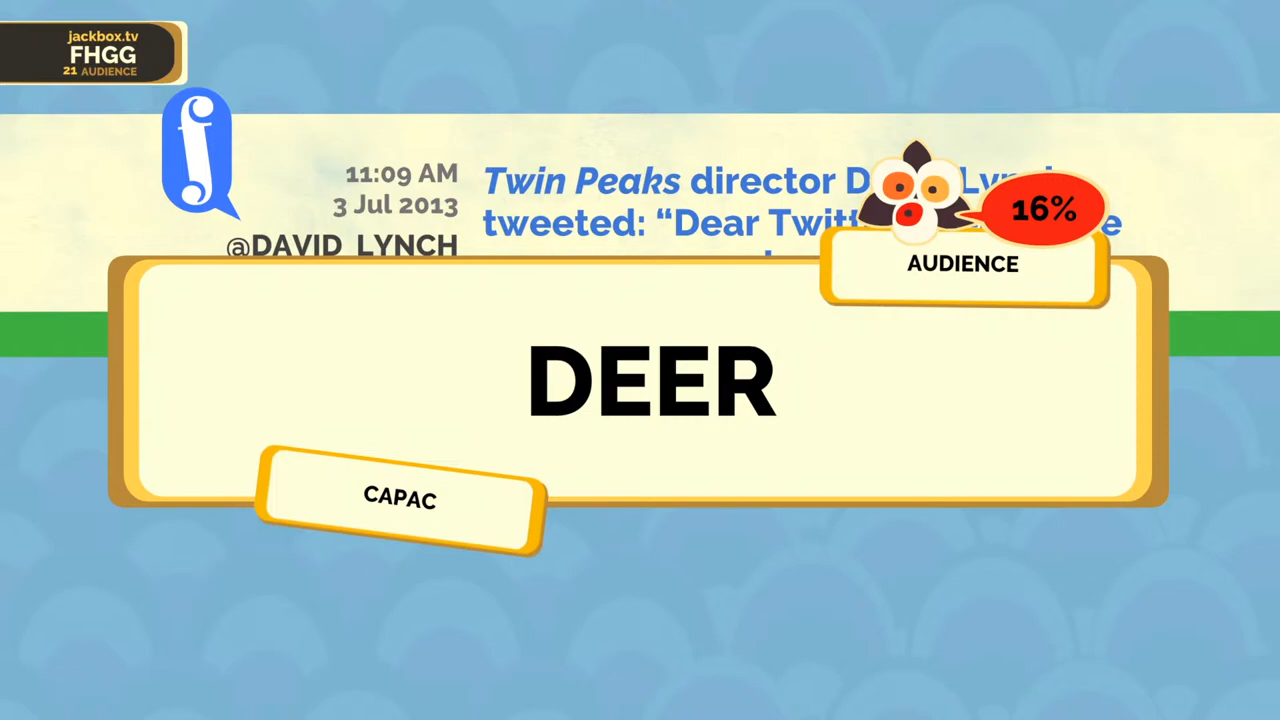 jackbox.tv
FHGG
21 AUDIENCE
11:09 AM
3 Jul 2013
@DAVID_LYNCH
Twin Peaks director
tweeted: "Dear
16%
AUDIENCE
DEER
CAPAC